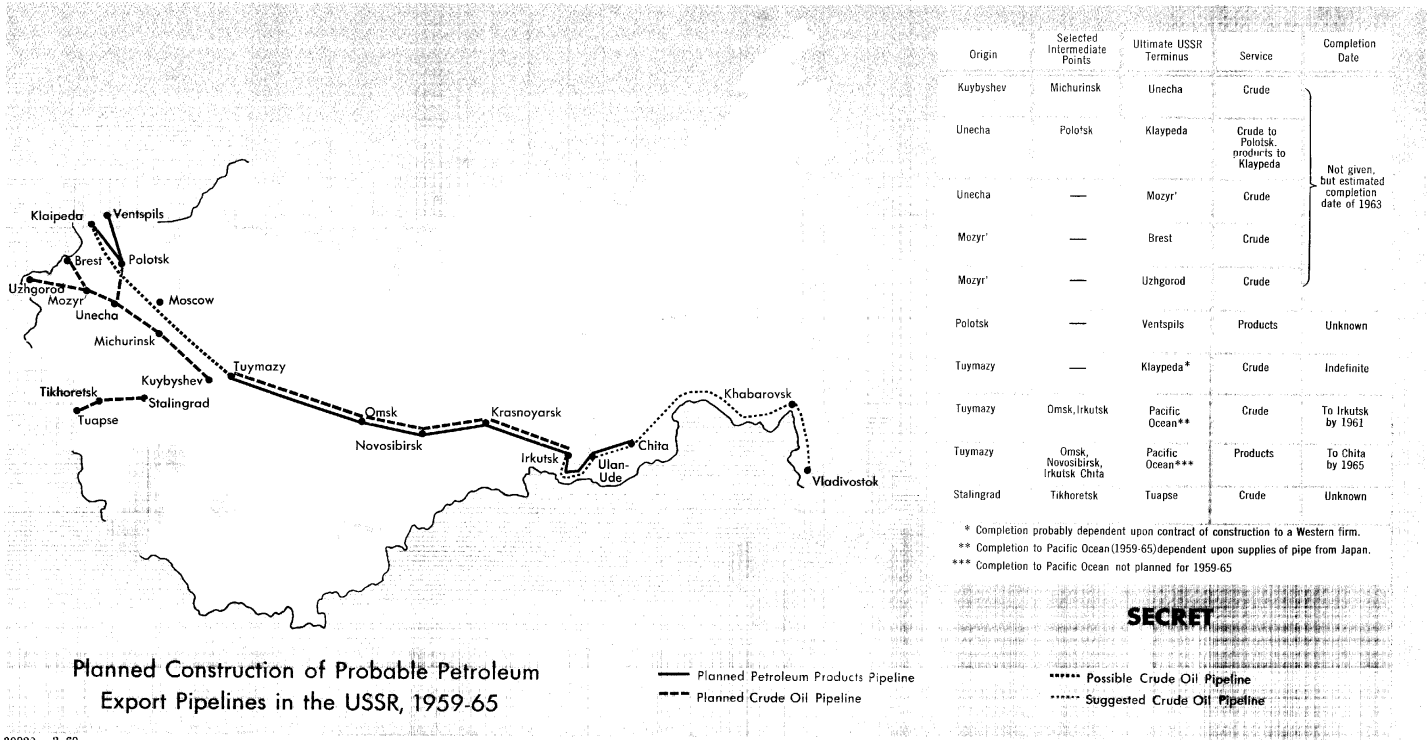 Klaipeda
Ventspils
Brest
Polotsk
Uzhgorod
Mozyr'
Unecha
Moscow
Michurinsk
Tuymazy
Kuybyshev
Tikhoretsk
Stalingrad
Tuapse
Omsk
Novosibirsk
Krasnoyarsk
Irkutsk
Ulan-
Ude
Chita
Khabarovsk
Vladivostok
Origin
Selected
Intermediate
Points
Ultimate USSR
Terminus
Service
Completion
Date
Kuybyshev Michurinsk Unecha Crude
Unecha Polotsk Klaypeda Crude to
Polotsk.
products to
Klaypeda
Unecha — Mozyr' Crude
Mozyr' — Brest Crude
Mozyr' — Uzhgorod Crude
Not given,
but estimated
completion
date of 1963
Polotsk — Ventspils Products Unknown
Tuymazy — Klaypeda* Crude Indefinite
Tuymazy Omsk, Irkutsk Pacific Crude To Irkutsk
Ocean** by 1961
Tuymazy Omsk, Pacific Products To Chita
Novosibirsk, Ocean*** by 1965
Irkutsk Chita
Stalingrad Tikhoretsk Tuapse Crude Unknown
* Completion probably dependent upon contract of construction to a Western firm.
** Completion to Pacific Ocean (1959-65) dependent upon supplies of pipe from Japan.
*** Completion to Pacific Ocean not planned for 1959-65
SECRET
Planned Construction of Probable Petroleum
Export Pipelines in the USSR, 1959-65
Planned Petroleum Products Pipeline
Planned Crude Oil Pipeline
Possible Crude Oil Pipeline
Suggested Crude Oil Pipeline